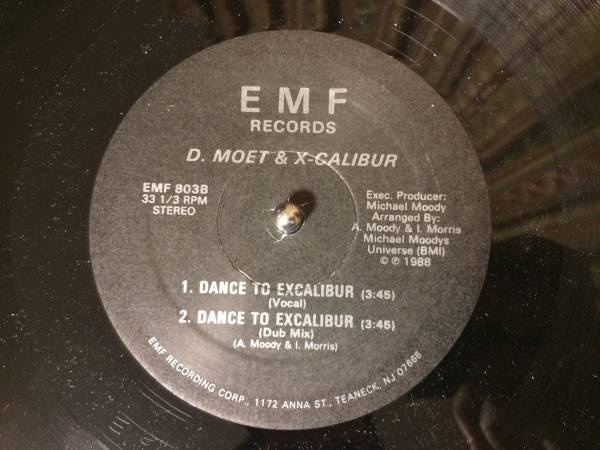 E M F
RECORDS
D. MOET & X-CALIBUR
EMF 803B
33 1/3 RPM
STEREO
Exec. Producer:
Michael Moody
Arranged By:
A. Moody & I. Morris
Michael Moodys
Universe (BMI)
© ℗ 1988
1. DANCE TO EXCALIBUR (3:45)
(Vocal)
2. DANCE TO EXCALIBUR (3:45)
(Dub Mix)
(A. Moody & I. Morris)
EMF RECORDING CORP., 1172 ANNA ST., TEANECK, NJ 07666